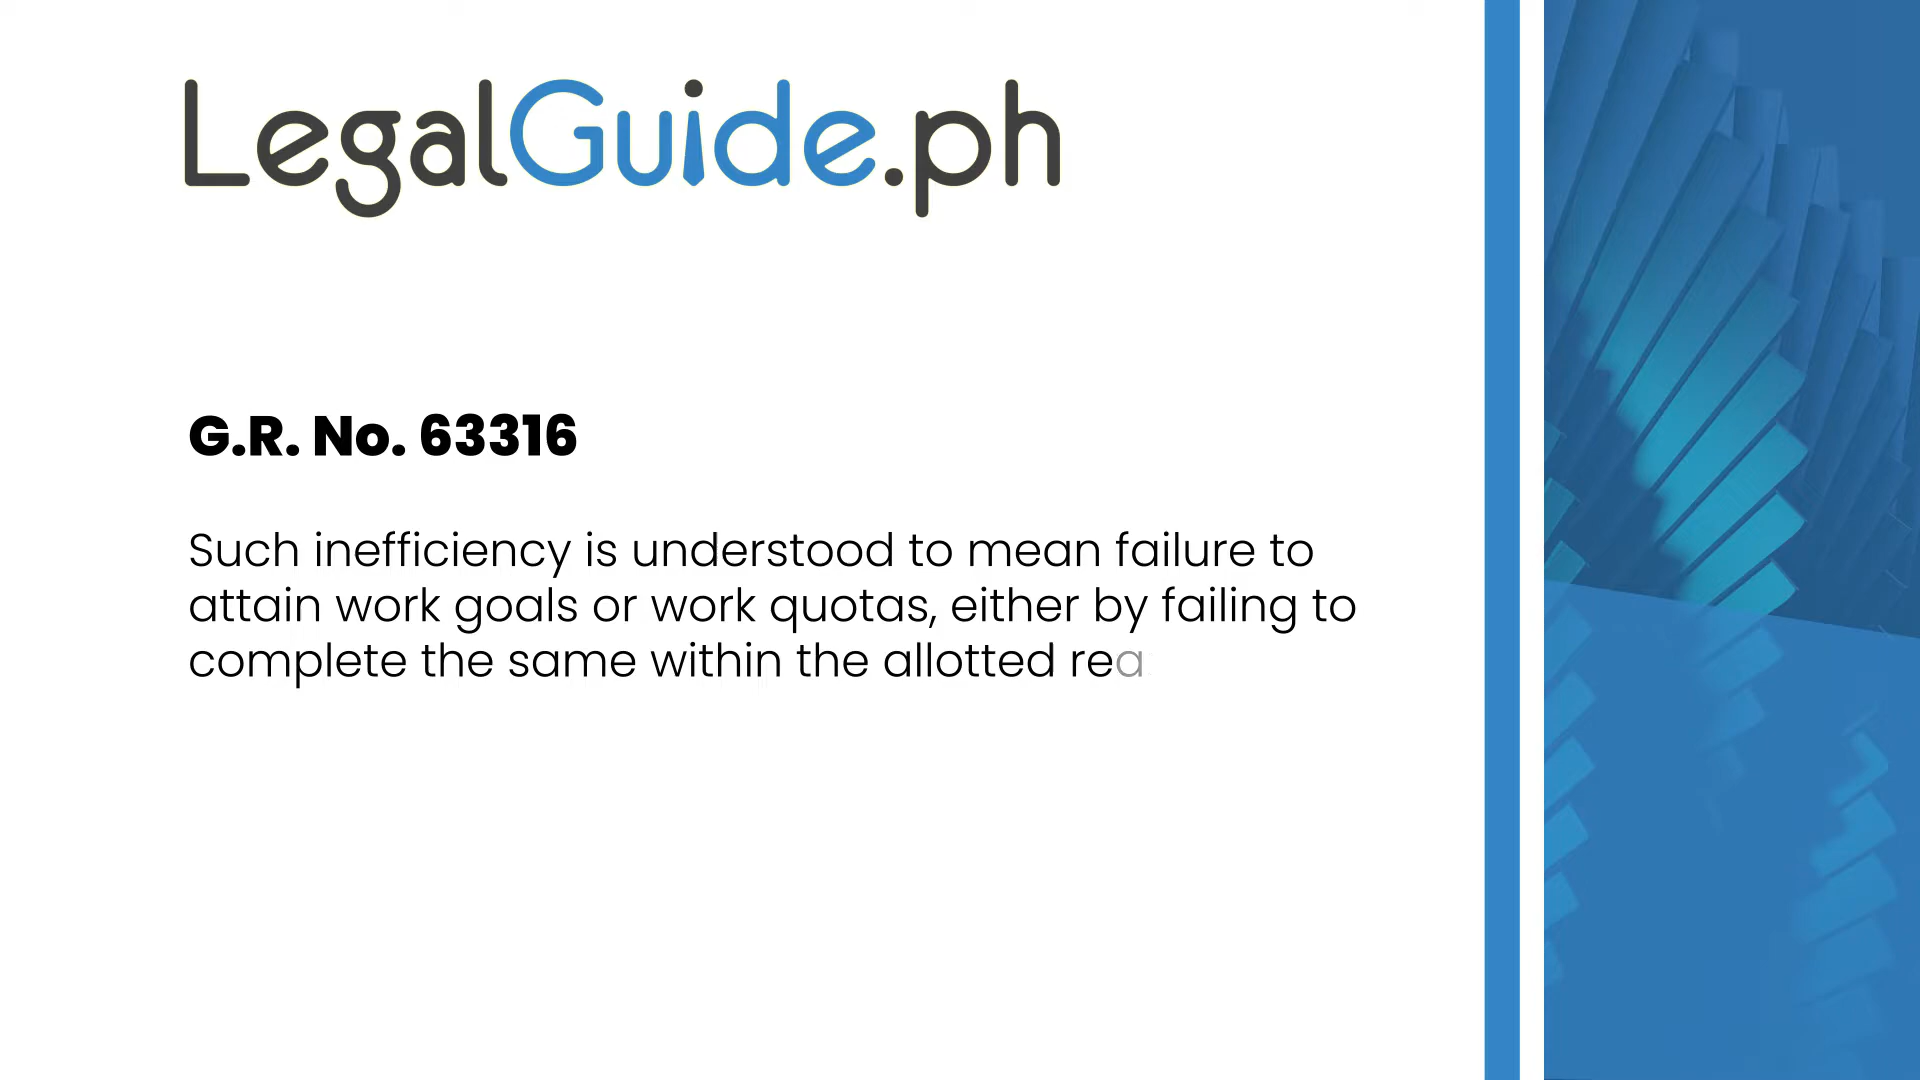 LegalGuide.ph
G.R. No. 63316
Such inefficiency is understood to mean failure to
attain work goals or work quotas, either by failing to
complete the same within the allotted rea